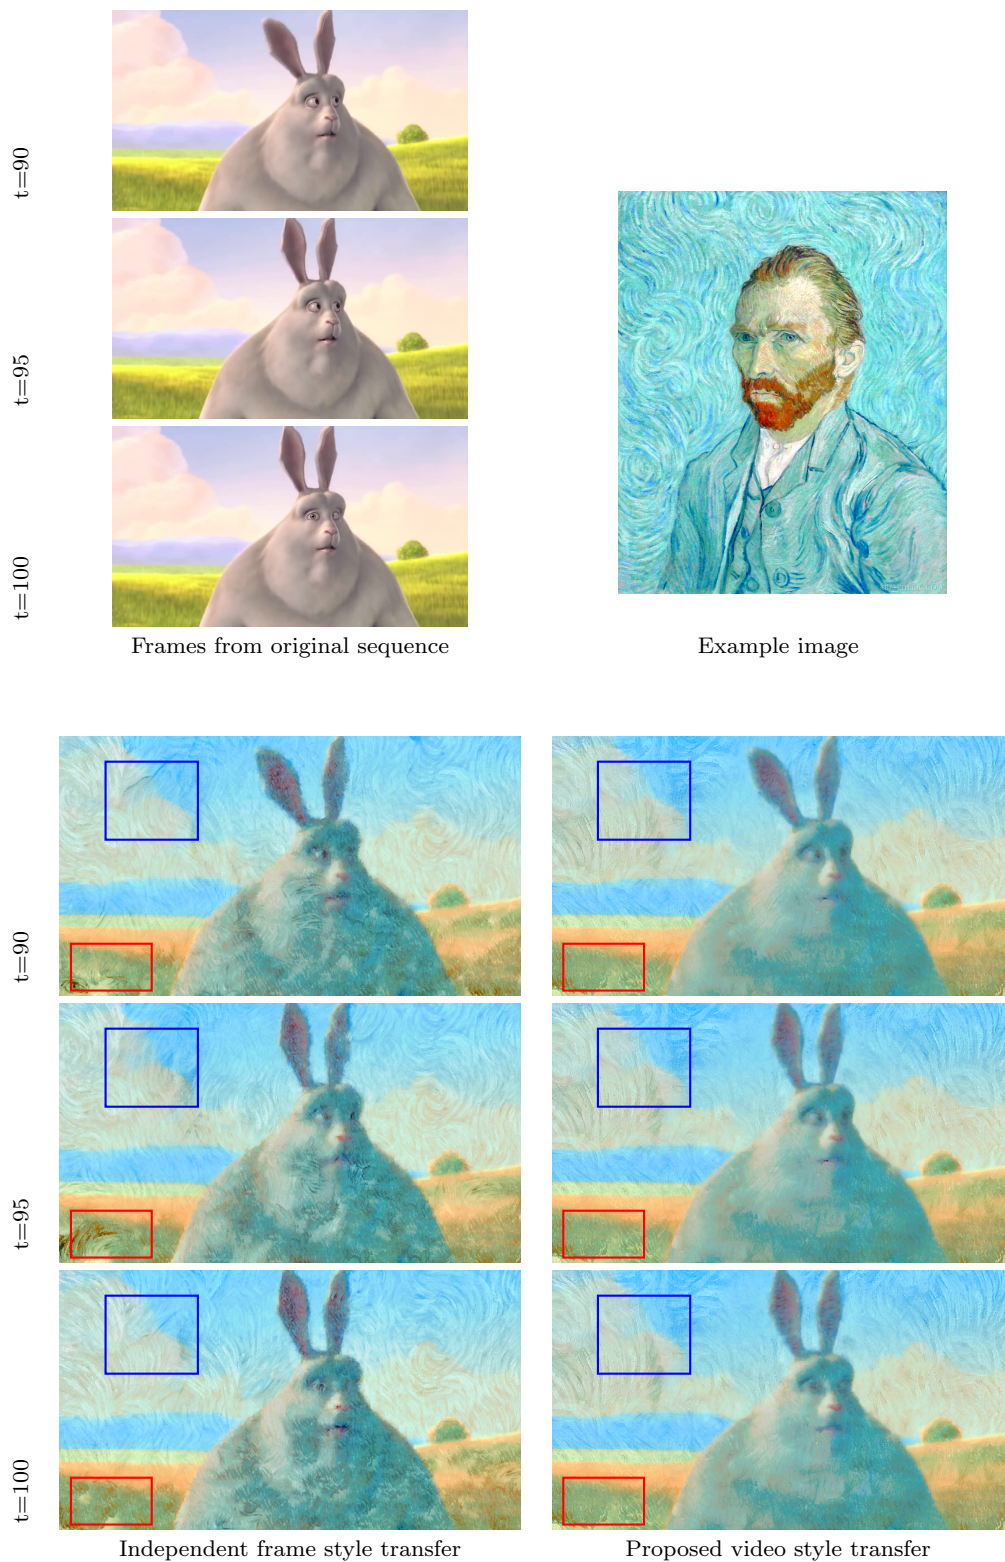 t=90
t=95
t=100
Frames from original sequence
Example image
t=90
t=95
t=100
Independent frame style transfer
Proposed video style transfer